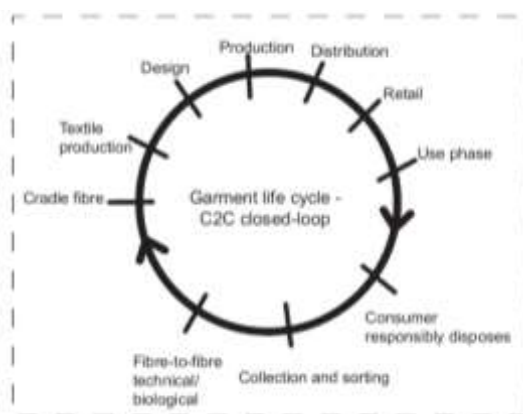 Production
Distribution
Design
Retail
Textile
production
Use phase
Cradle fibre
Garment life cycle -
C2C closed-loop
Consumer
responsibly disposes
Fibre-to-fibre
technical/
biological
Collection and sorting